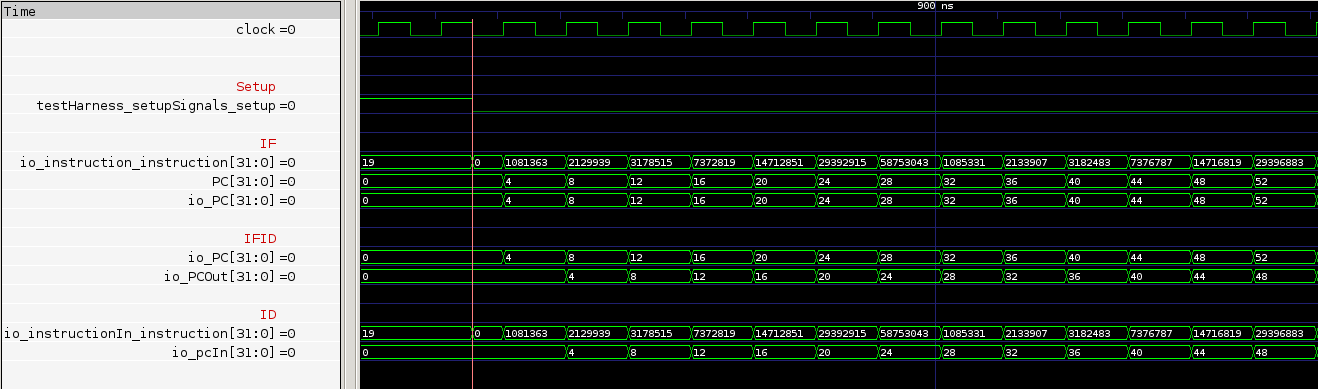 Time
900 ns
clock=0
Setup
testHarness_setupSignals_setup=0
IF
io_instruction_instruction[31:0]=0 19 0 1081363 2129939 3178515 7372819 14712851 29392915 58753043 1085331 2133907 3182483 7376787 14716819 29396883
PC[31:0]=0 0 4 8 12 16 20 24 28 32 36 40 44 48 52
io_PC[31:0]=0 0 4 8 12 16 20 24 28 32 36 40 44 48 52
IFID
io_PC[31:0]=0 0 4 8 12 16 20 24 28 32 36 40 44 48 52
io_PCOut[31:0]=0 0 4 8 12 16 20 24 28 32 36 40 44 48
ID
io_instructionIn_instruction[31:0]=0 19 0 1081363 2129939 3178515 7372819 14712851 29392915 58753043 1085331 2133907 3182483 7376787 14716819 29396883
io_pcIn[31:0]=0 0 4 8 12 16 20 24 28 32 36 40 44 48